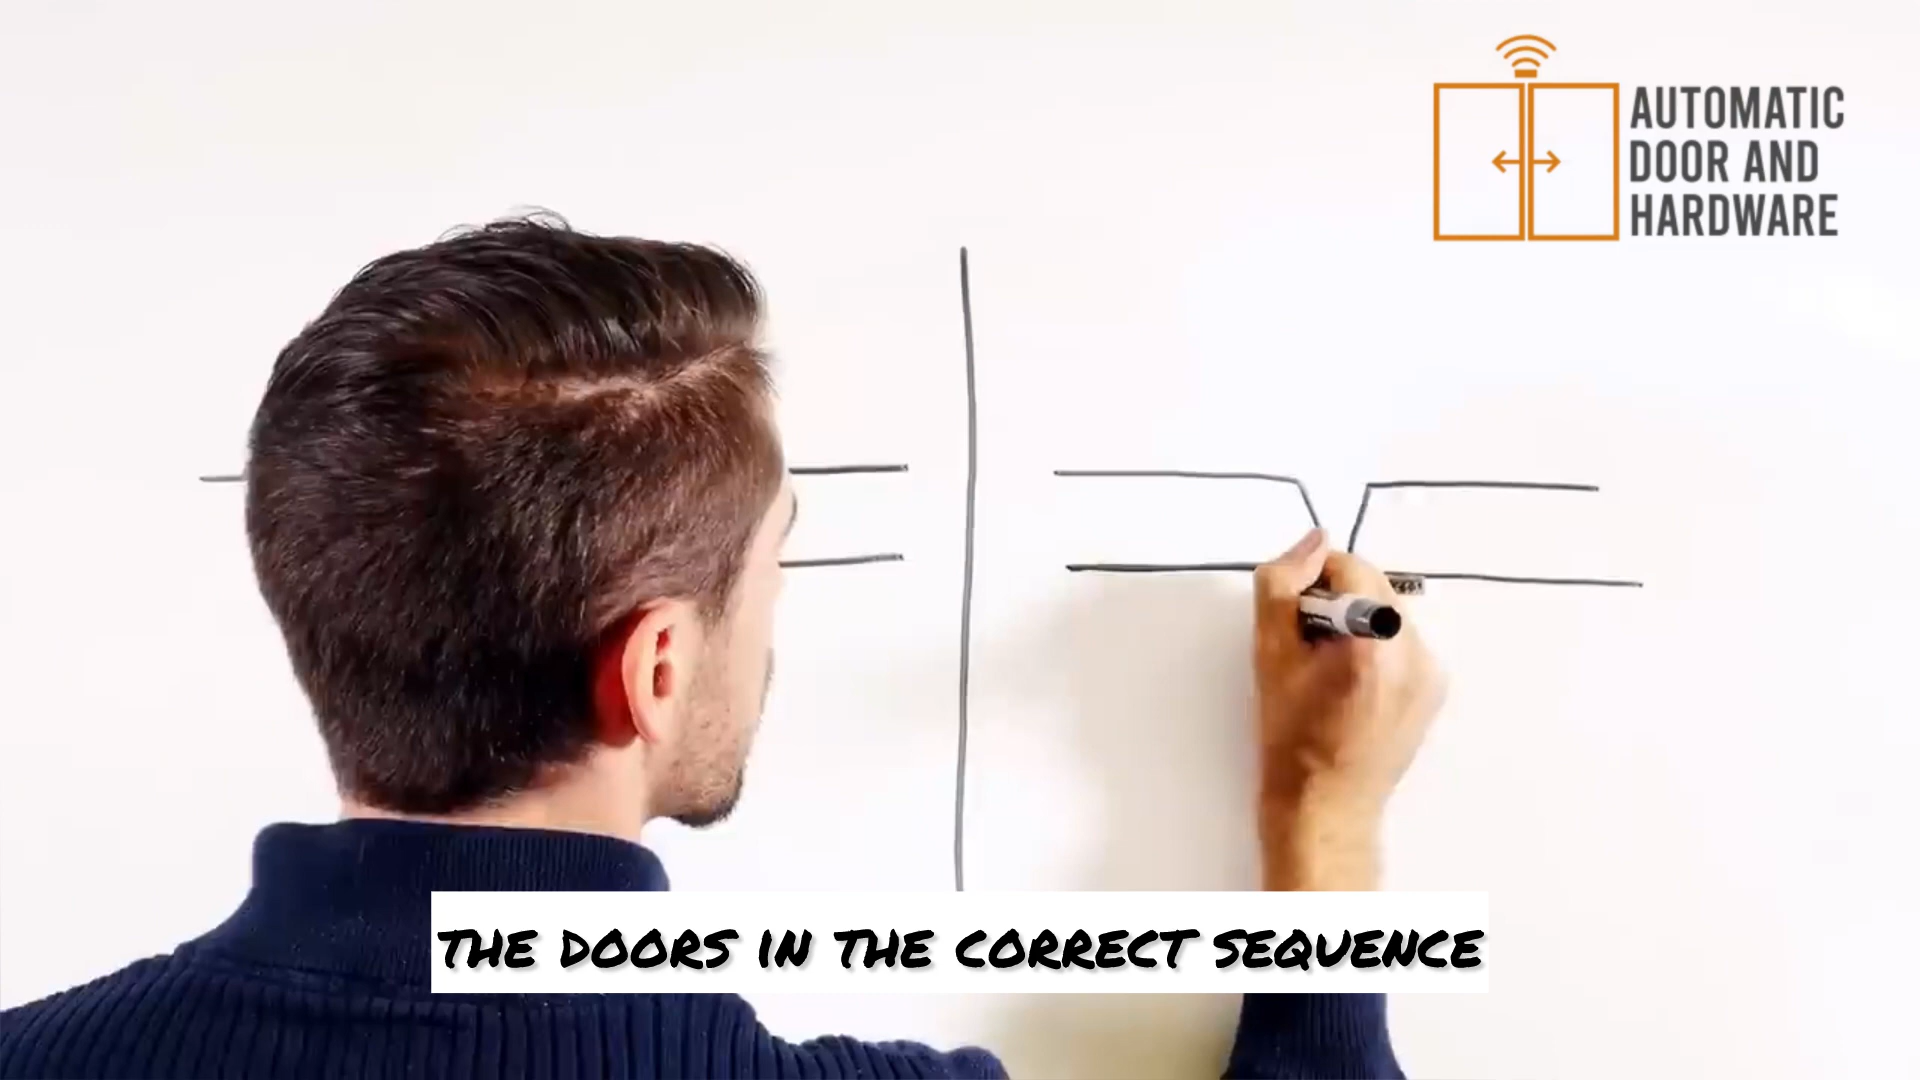 AUTOMATIC
DOOR AND
HARDWARE
THE DOORS IN THE CORRECT SEQUENCE